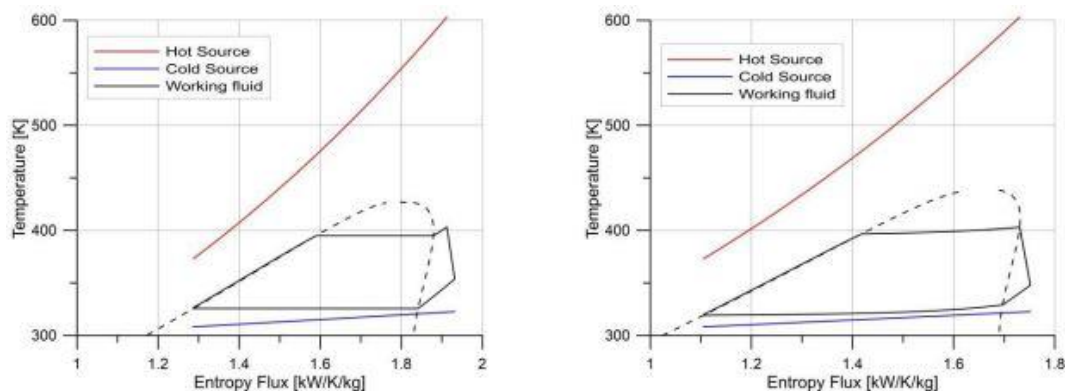 600
500
400
300
Temperature [K]
Hot Source
Cold Source
Working fluid
1
1.2
1.4
1.6
1.8
2
Entropy Flux [kW/K/kg]
600
500
400
300
Temperature [K]
Hot Source
Cold Source
Working fluid
1
1.2
1.4
1.6
1.8
Entropy Flux [kW/K/kg]